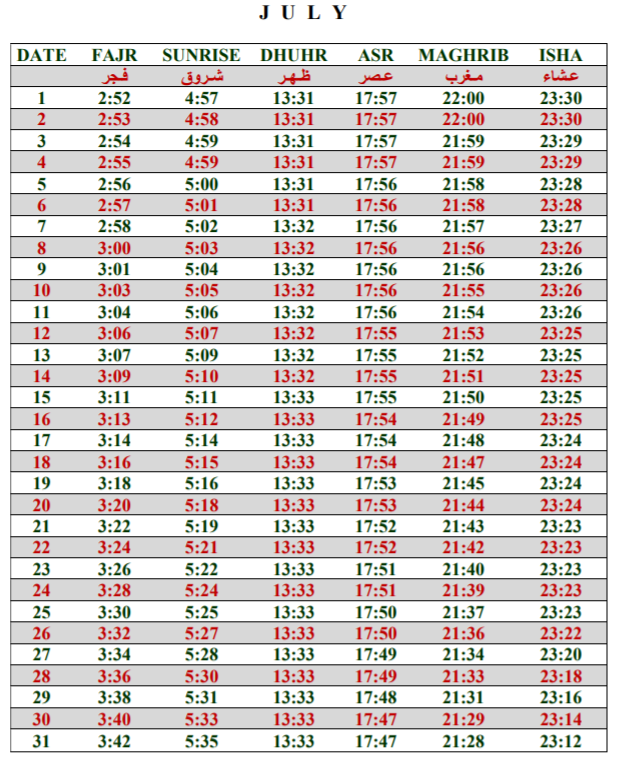 J U L Y
DATE FAJR SUNRISE DHUHR ASR MAGHRIB ISHA
فجر شروق ظهر عصر مغرب عشاء
1 2:52 4:57 13:31 17:57 22:00 23:30
2 2:53 4:58 13:31 17:57 22:00 23:30
3 2:54 4:59 13:31 17:57 21:59 23:29
4 2:55 4:59 13:31 17:57 21:59 23:29
5 2:56 5:00 13:31 17:56 21:58 23:28
6 2:57 5:01 13:31 17:56 21:58 23:28
7 2:58 5:02 13:32 17:56 21:57 23:27
8 3:00 5:03 13:32 17:56 21:56 23:26
9 3:01 5:04 13:32 17:56 21:56 23:26
10 3:03 5:05 13:32 17:56 21:55 23:26
11 3:04 5:06 13:32 17:56 21:54 23:26
12 3:06 5:07 13:32 17:55 21:53 23:25
13 3:07 5:09 13:32 17:55 21:52 23:25
14 3:09 5:10 13:32 17:55 21:51 23:25
15 3:11 5:11 13:33 17:55 21:50 23:25
16 3:13 5:12 13:33 17:54 21:49 23:25
17 3:14 5:14 13:33 17:54 21:48 23:24
18 3:16 5:15 13:33 17:54 21:47 23:24
19 3:18 5:16 13:33 17:53 21:45 23:24
20 3:20 5:18 13:33 17:53 21:44 23:24
21 3:22 5:19 13:33 17:52 21:43 23:23
22 3:24 5:21 13:33 17:52 21:42 23:23
23 3:26 5:22 13:33 17:51 21:40 23:23
24 3:28 5:24 13:33 17:51 21:39 23:23
25 3:30 5:25 13:33 17:50 21:37 23:23
26 3:32 5:27 13:33 17:50 21:36 23:22
27 3:34 5:28 13:33 17:49 21:34 23:20
28 3:36 5:30 13:33 17:49 21:33 23:18
29 3:38 5:31 13:33 17:48 21:31 23:16
30 3:40 5:33 13:33 17:47 21:29 23:14
31 3:42 5:35 13:33 17:47 21:28 23:12